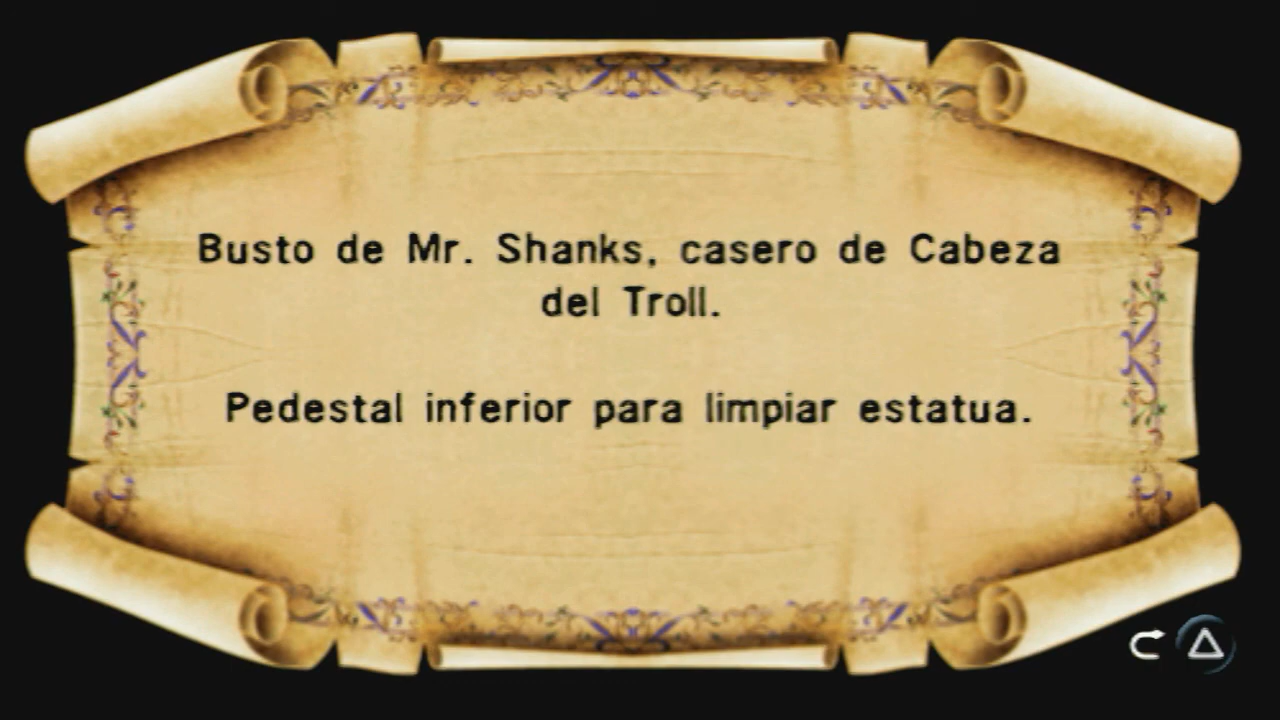 Busto de Mr. Shanks, casero de Cabeza
del Troll.
Pedestal inferior para limpiar estatua.